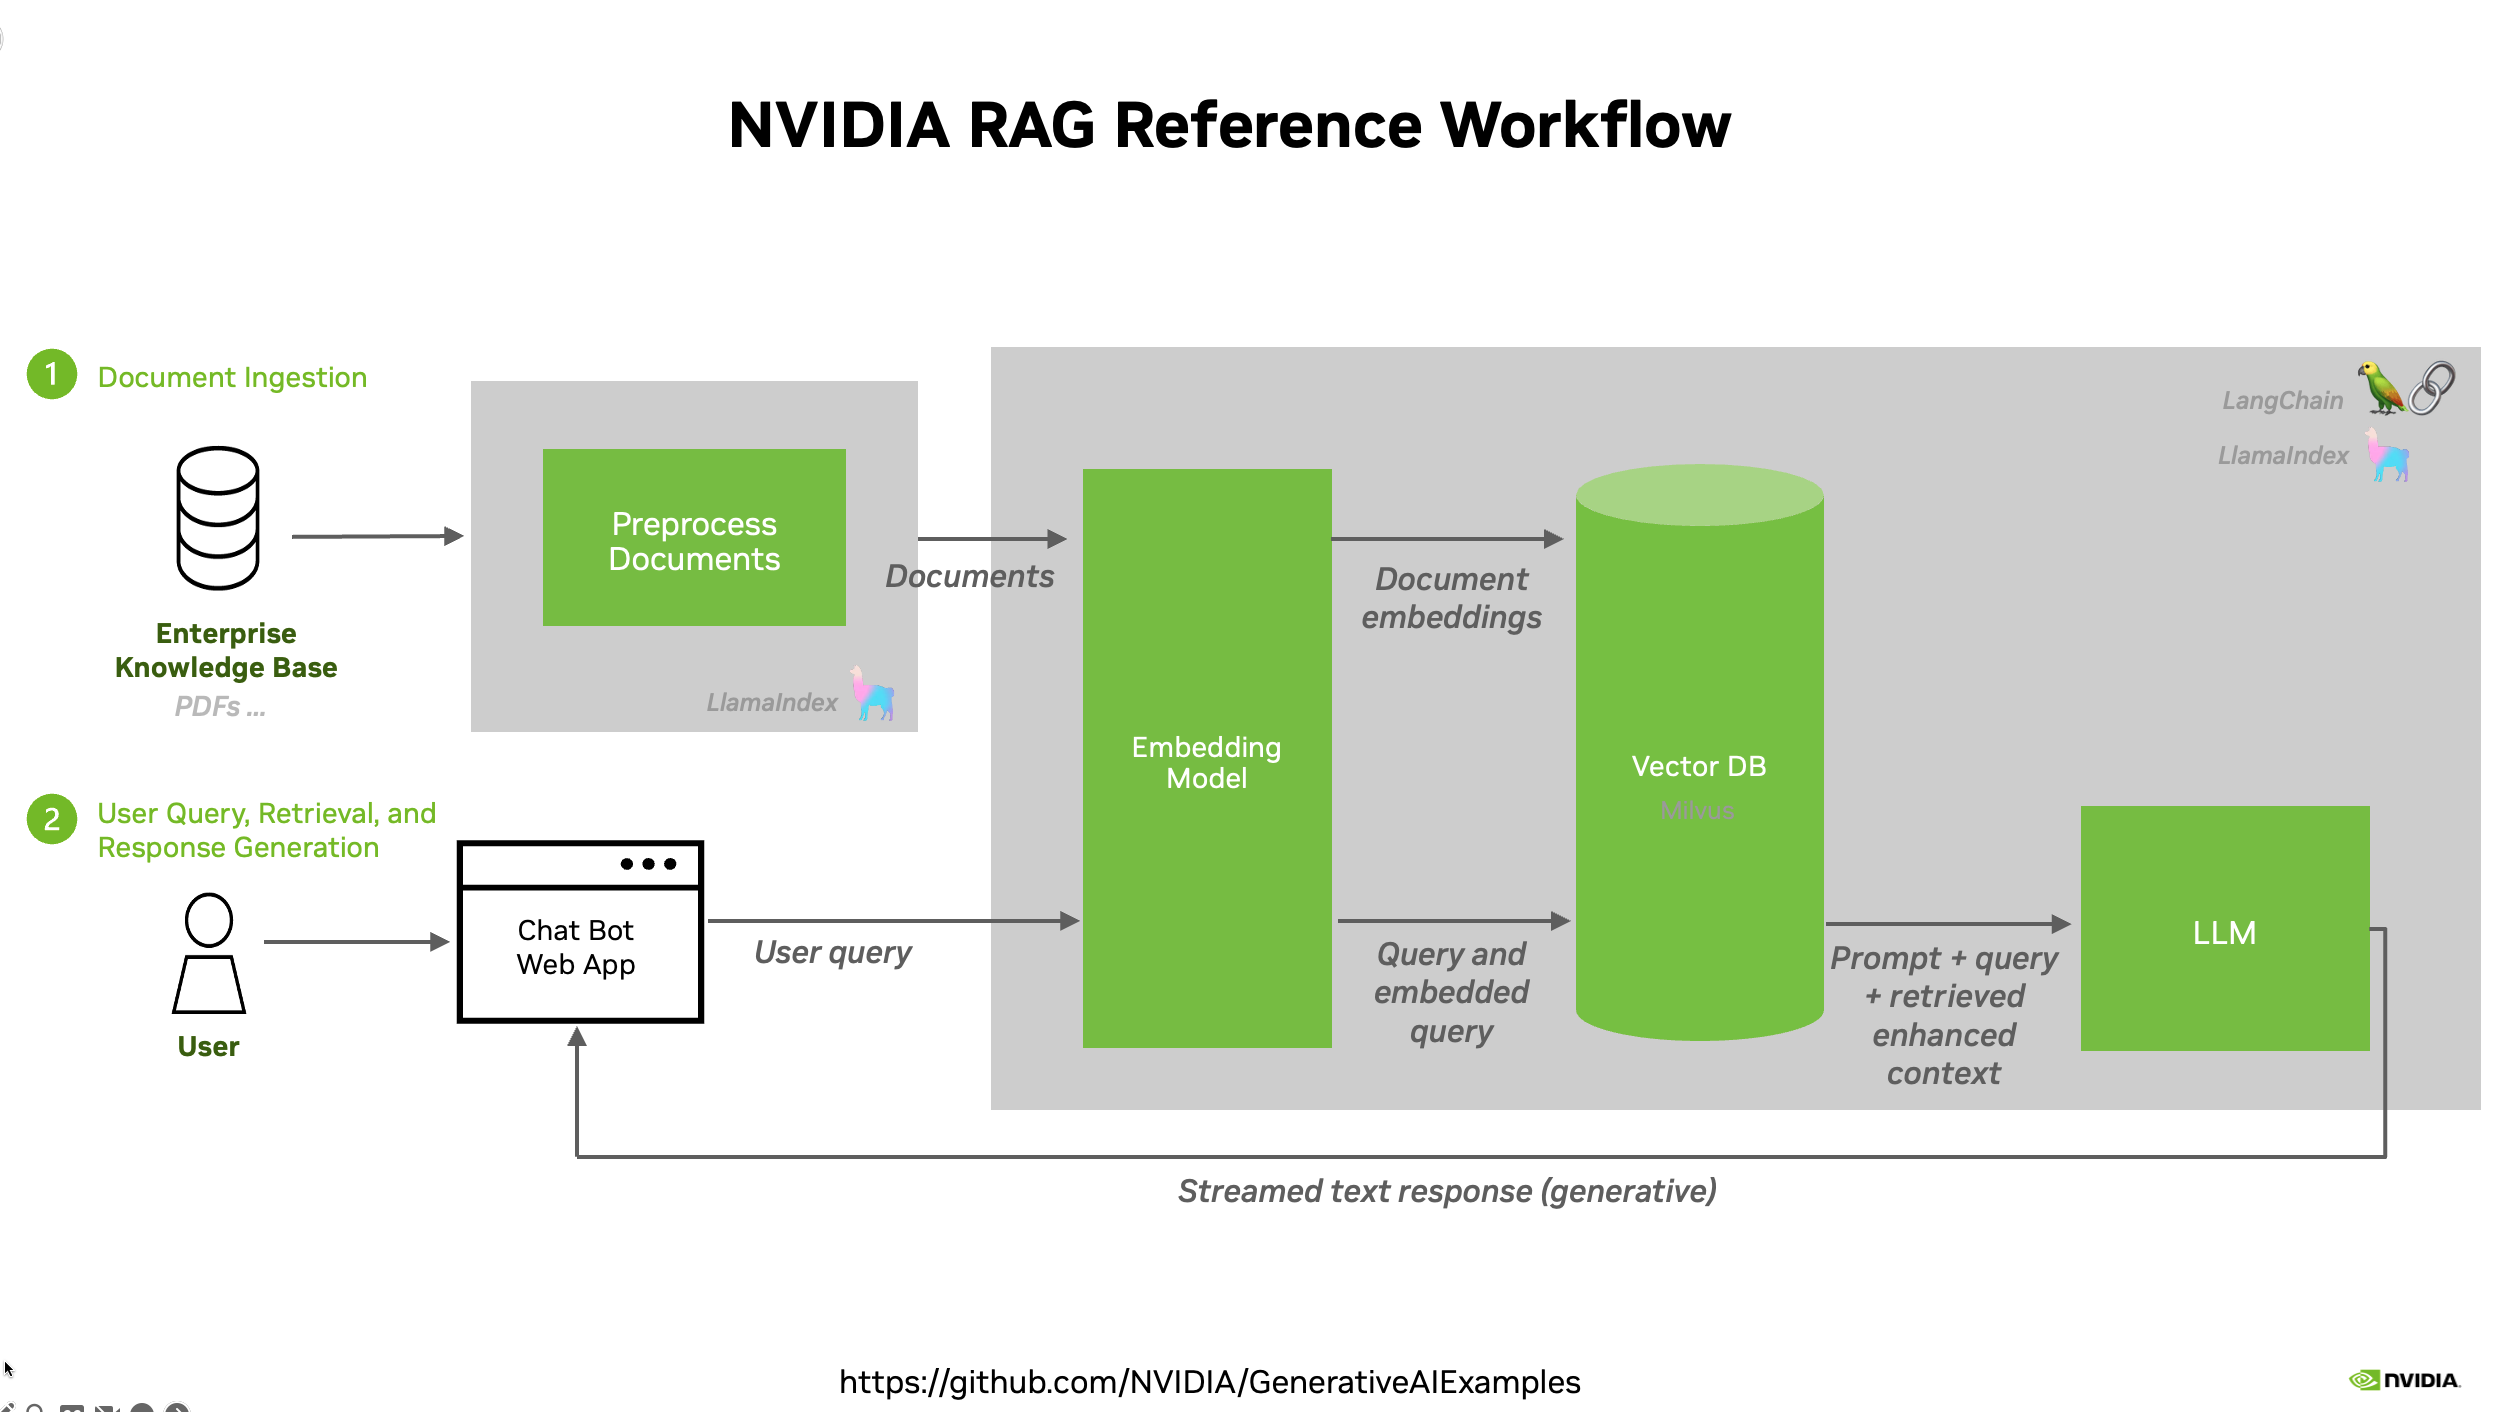 NVIDIA RAG Reference Workflow
1
Document Ingestion
LangChain
LlamaIndex
Preprocess
Documents
Documents
Document
embeddings
Enterprise
Knowledge Base
PDFs ...
LlamaIndex
Embedding
Model
Vector DB
Milvus
2
User Query, Retrieval, and
Response Generation
Chat Bot
Web App
User query
Query and
embedded
query
Prompt + query
+ retrieved
enhanced
context
LLM
User
Streamed text response (generative)
https://github.com/NVIDIA/GenerativeAIExamples
NVIDIA.